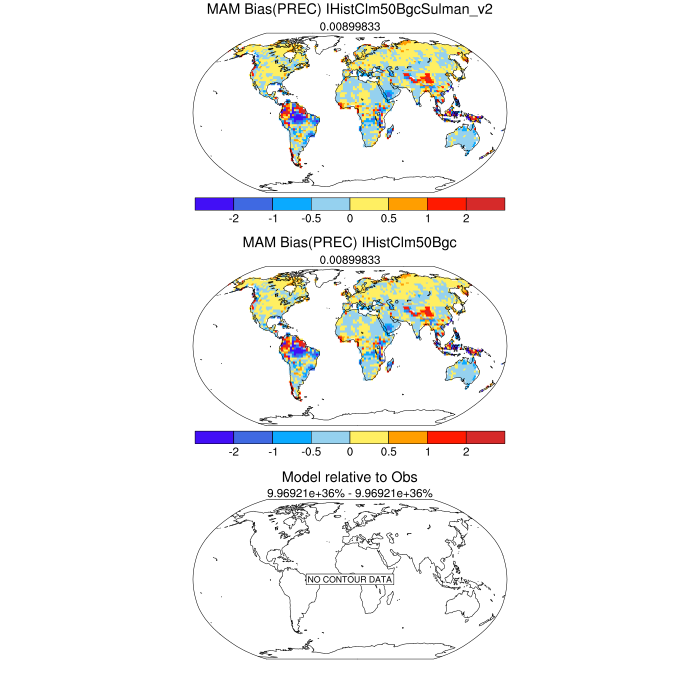 MAM Bias(PREC) IHistClm50BgcSulman_v2
0.00899833
-2 -1 -0.5 0 0.5 1 2
MAM Bias(PREC) IHistClm50Bgc
0.00899833
-2 -1 -0.5 0 0.5 1 2
Model relative to Obs
9.96921e+36% - 9.96921e+36%
NO CONTOUR DATA